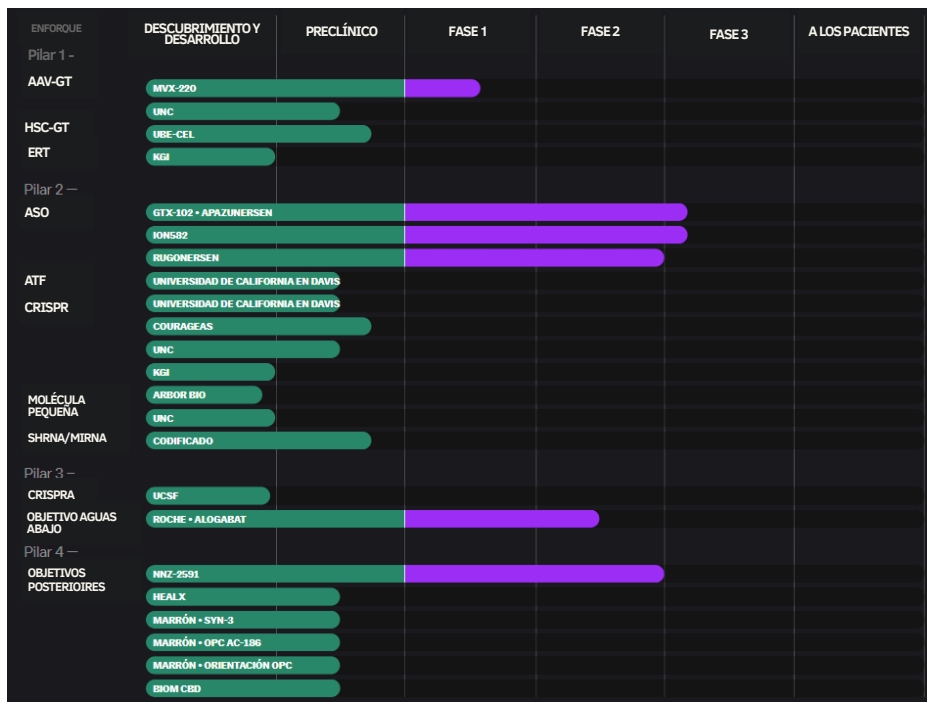 ENFORQUE
DESCUBRIMIENTO Y
DESARROLLO
PRECLÍNICO
FASE 1
FASE 2
FASE 3
A LOS PACIENTES
Pilar 1 -
AAV-GT
MVX-220
UNC
HSC-GT
UBE-CEL
ERT
KGI
Pilar 2 —
ASO
GTX-102 • APAZUNERSEN
ION582
RUGONERSEN
ATF
UNIVERSIDAD DE CALIFORNIA EN DAVIS
CRISPR
UNIVERSIDAD DE CALIFORNIA EN DAVIS
COURAGEAS
UNC
KGI
MOLÉCULA
PEQUEÑA
ARBOR BIO
UNC
SHRNA/MIRNA
CODIFICADO
Pilar 3 —
CRISPRA
UCSF
OBJETIVO AGUAS
ABAJO
ROCHE • ALOGABAT
Pilar 4 —
OBJETIVOS
POSTERIOIRES
NNZ-2591
HEALX
MARRÓN • SYN-3
MARRÓN • OPC AC-186
MARRÓN • ORIENTACIÓN OPC
BIOM CBD